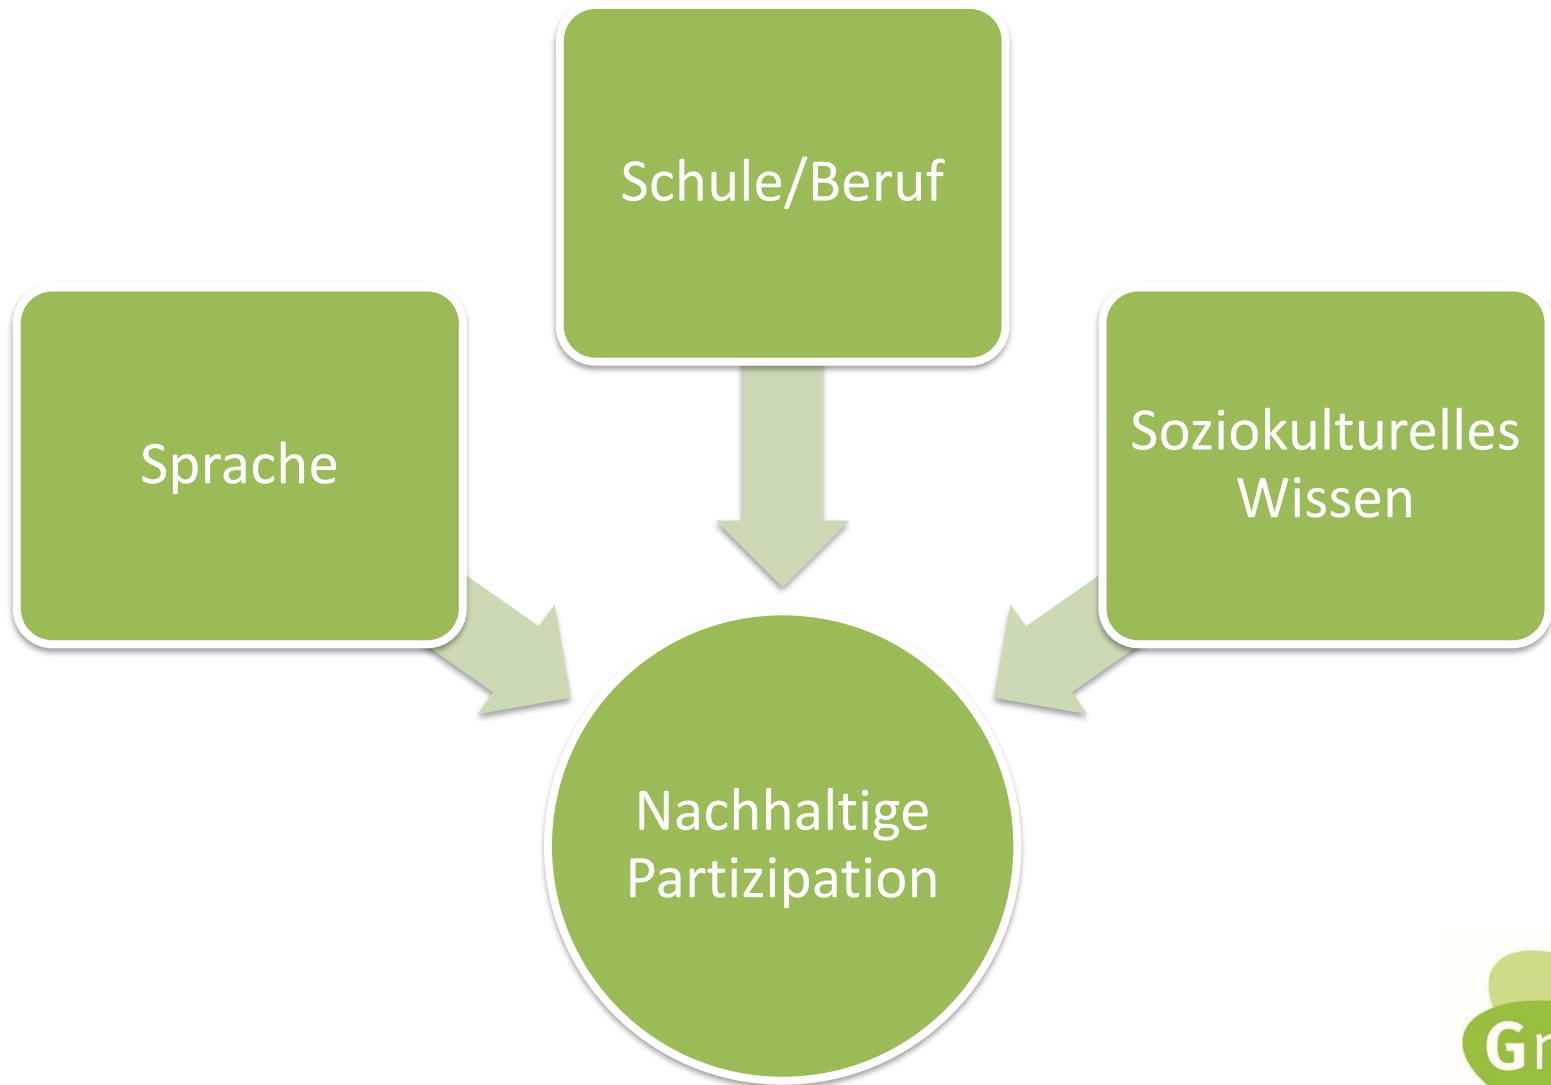 Schule/Beruf
Sprache
Soziokulturelles
Wissen
Nachhaltige
Partizipation